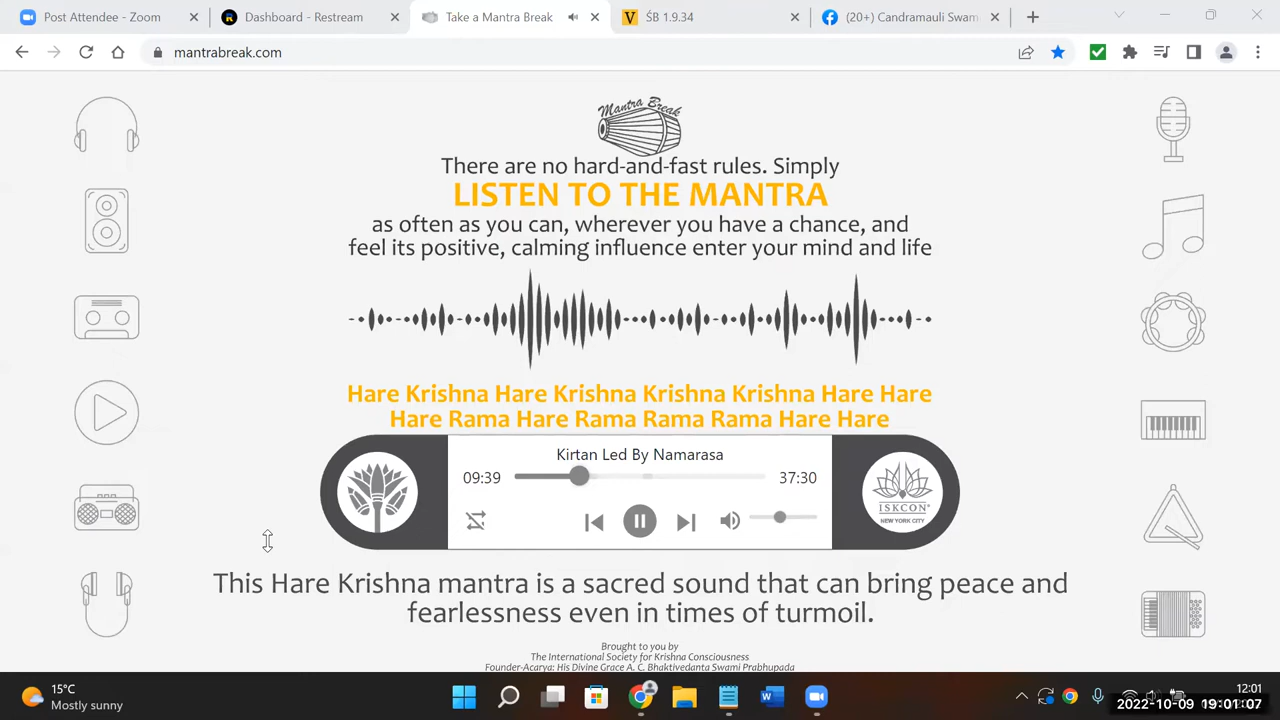 Post Attendee - Zoom
Dashboard - Restream
Take a Mantra Break
ŚB 1.9.34
(20+) Candramauli Swam
mantrabreak.com
Mantra Break
There are no hard-and-fast rules. Simply
LISTEN TO THE MANTRA
as often as you can, wherever you have a chance, and
feel its positive, calming influence enter your mind and life
Hare Krishna Hare Krishna Krishna Krishna Hare Hare
Hare Rama Hare Rama Rama Rama Hare Hare
Kirtan Led By Namarasa
09:39
37:30
ISKCON®
NEW YORK CITY
This Hare Krishna mantra is a sacred sound that can bring peace and
fearlessness even in times of turmoil.
Brought to you by
The International Society for Krishna Consciousness
Founder-Acarya: His Divine Grace A. C. Bhaktivedanta Swami Prabhupada
15°C
Mostly sunny
12:01
2022-10-09 19:01:07